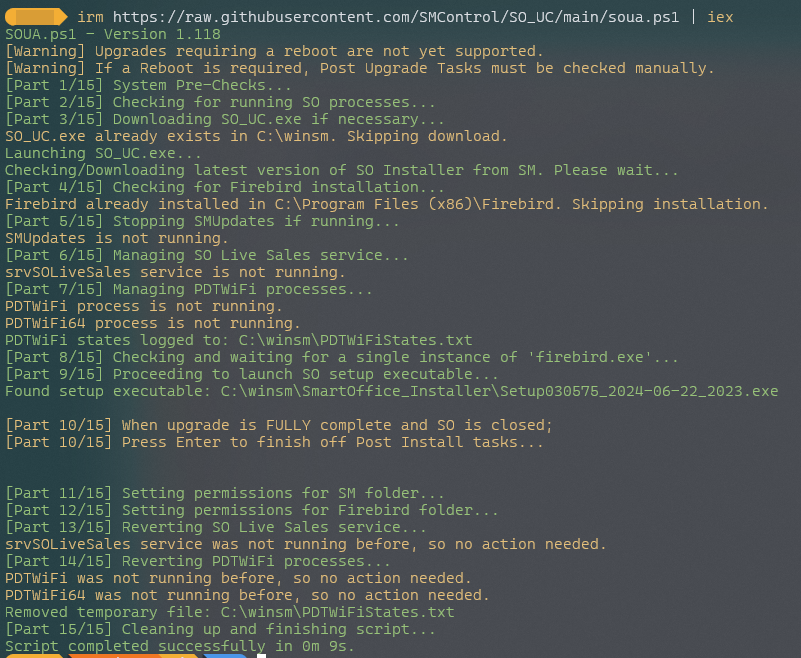 irm https://raw.githubusercontent.com/SMControl/SO_UC/main/soua.ps1 | iex
SOUA.ps1 - Version 1.118
[Warning] Upgrades requiring a reboot are not yet supported.
[Warning] If a Reboot is required, Post Upgrade Tasks must be checked manually.
[Part 1/15] System Pre-Checks...
[Part 2/15] Checking for running SO processes...
[Part 3/15] Downloading SO_UC.exe if necessary...
SO_UC.exe already exists in C:\winsm. Skipping download.
Launching SO_UC.exe...
Checking/Downloading latest version of SO Installer from SM. Please wait...
[Part 4/15] Checking for Firebird installation...
Firebird already installed in C:\Program Files (x86)\Firebird. Skipping installation.
[Part 5/15] Stopping SMUpdates if running...
SMUpdates is not running.
[Part 6/15] Managing SO Live Sales service...
srvSOLiveSales service is not running.
[Part 7/15] Managing PDTWiFi processes...
PDTWiFi process is not running.
PDTWiFi64 process is not running.
PDTWiFi states logged to: C:\winsm\PDTWiFiStates.txt
[Part 8/15] Checking and waiting for a single instance of 'firebird.exe'...
[Part 9/15] Proceeding to launch SO setup executable...
Found setup executable: C:\winsm\SmartOffice_Installer\Setup030575_2024-06-22_2023.exe
[Part 10/15] When upgrade is FULLY complete and SO is closed;
[Part 10/15] Press Enter to finish off Post Install tasks...
[Part 11/15] Setting permissions for SM folder...
[Part 12/15] Setting permissions for Firebird folder...
[Part 13/15] Reverting SO Live Sales service...
srvSOLiveSales service was not running before, so no action needed.
[Part 14/15] Reverting PDTWiFi processes...
PDTWiFi was not running before, so no action needed.
PDTWiFi64 was not running before, so no action needed.
Removed temporary file: C:\winsm\PDTWiFiStates.txt
[Part 15/15] Cleaning up and finishing script...
Script completed successfully in 0m 9s.